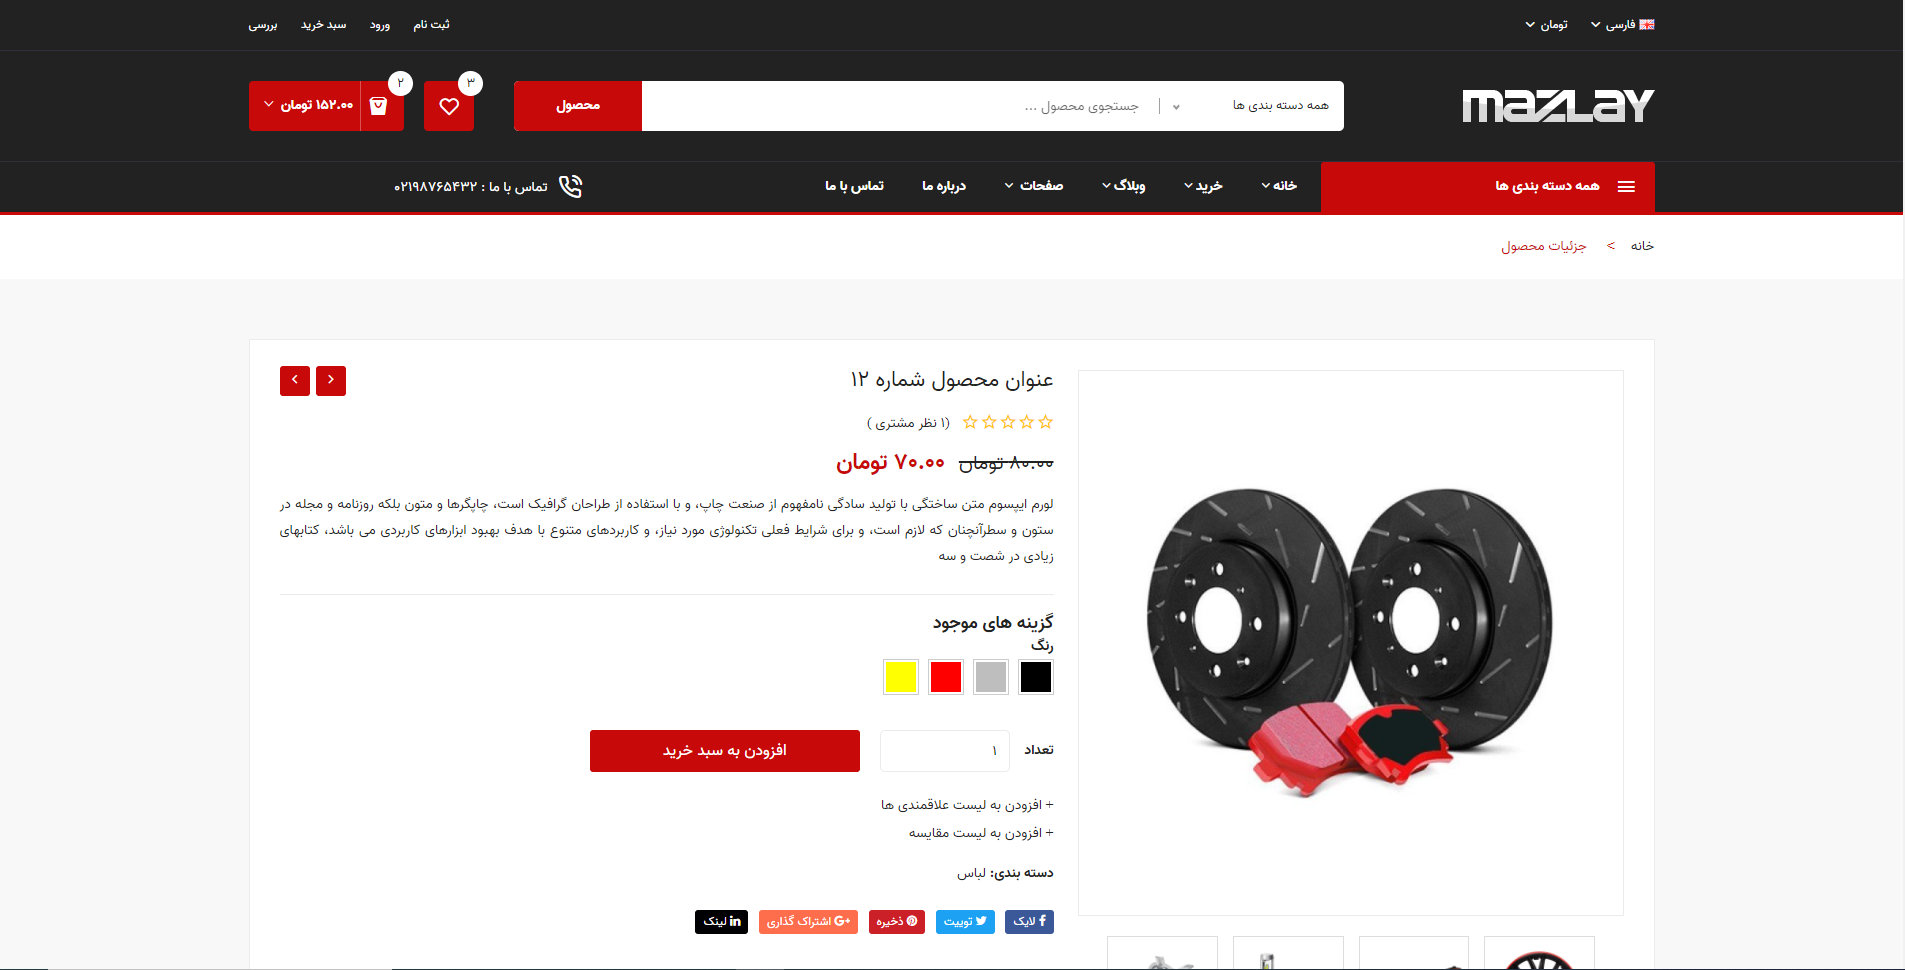 فارسی تومان
ثبت نام ورود سبد خرید بررسی
mazlay
همه دسته بندی ها جستجوی محصول ... محصول
۳
۲
۱۵۲.۰۰ تومان
همه دسته بندی ها
خانه خرید وبلاگ صفحات درباره ما تماس با ما
تماس با ما : ۰۲۱۹۸۷۶۵۴۳۲
خانه > جزئیات محصول
عنوان محصول شماره ۱۲
(۱ نظر مشتری )
۸۰.۰۰ تومان ۷۰.۰۰ تومان
لورم ایپسوم متن ساختگی با تولید سادگی نامفهوم از صنعت چاپ، و با استفاده از طراحان گرافیک است، چاپگرها و متون بلکه روزنامه و مجله در
ستون و سطرآنچنان که لازم است، و برای شرایط فعلی تکنولوژی مورد نیاز، و کاربردهای متنوع با هدف بهبود ابزارهای کاربردی می باشد، کتابهای
زیادی در شصت و سه
گزینه های موجود
رنگ
تعداد ۱ افزودن به سبد خرید
+ افزودن به لیست علاقمندی ها
+ افزودن به لیست مقایسه
دسته بندی: لباس
لایک توییت ذخیره اشتراک گذاری لینک